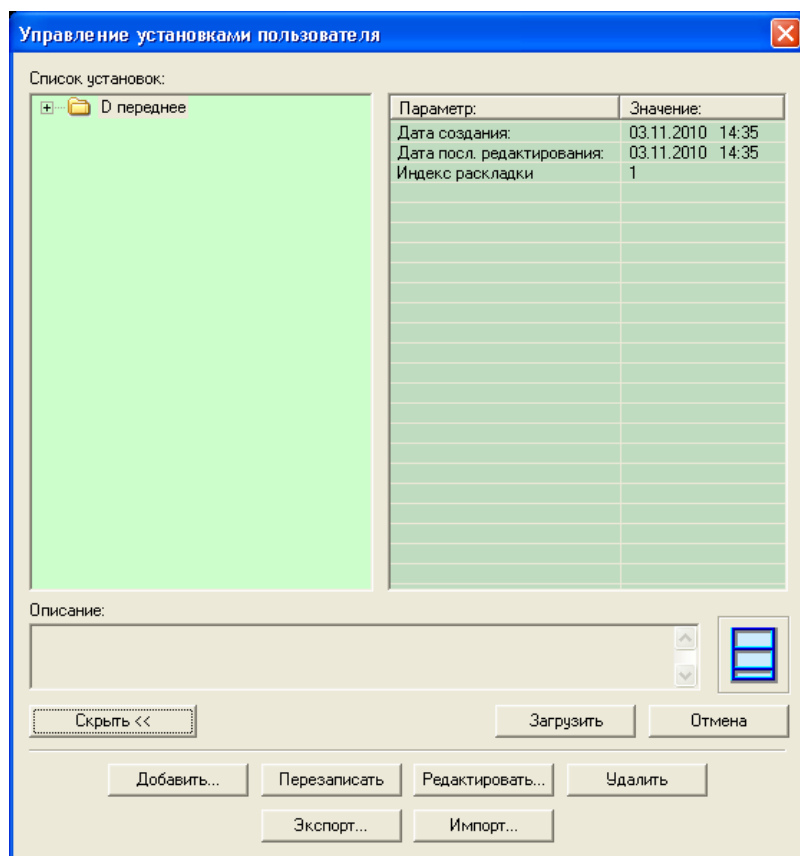 Управление установками пользователя
Список установок:
D переднее
Параметр: Значение:
Дата создания: 03.11.2010 14:35
Дата посл. редактирования: 03.11.2010 14:35
Индекс раскладки 1
Описание:
Скрыть << Загрузить Отмена
Добавить... Перезаписать Редактировать... Удалить
Экспорт... Импорт...